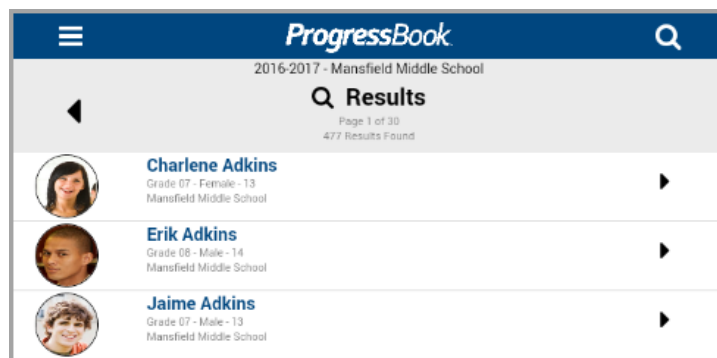 ProgressBook
2016-2017 - Mansfield Middle School
Results
Page 1 of 30
477 Results Found
Charlene Adkins
Grade 07 - Female - 13
Mansfield Middle School
Erik Adkins
Grade 08 - Male - 14
Mansfield Middle School
Jaime Adkins
Grade 07 - Male - 13
Mansfield Middle School